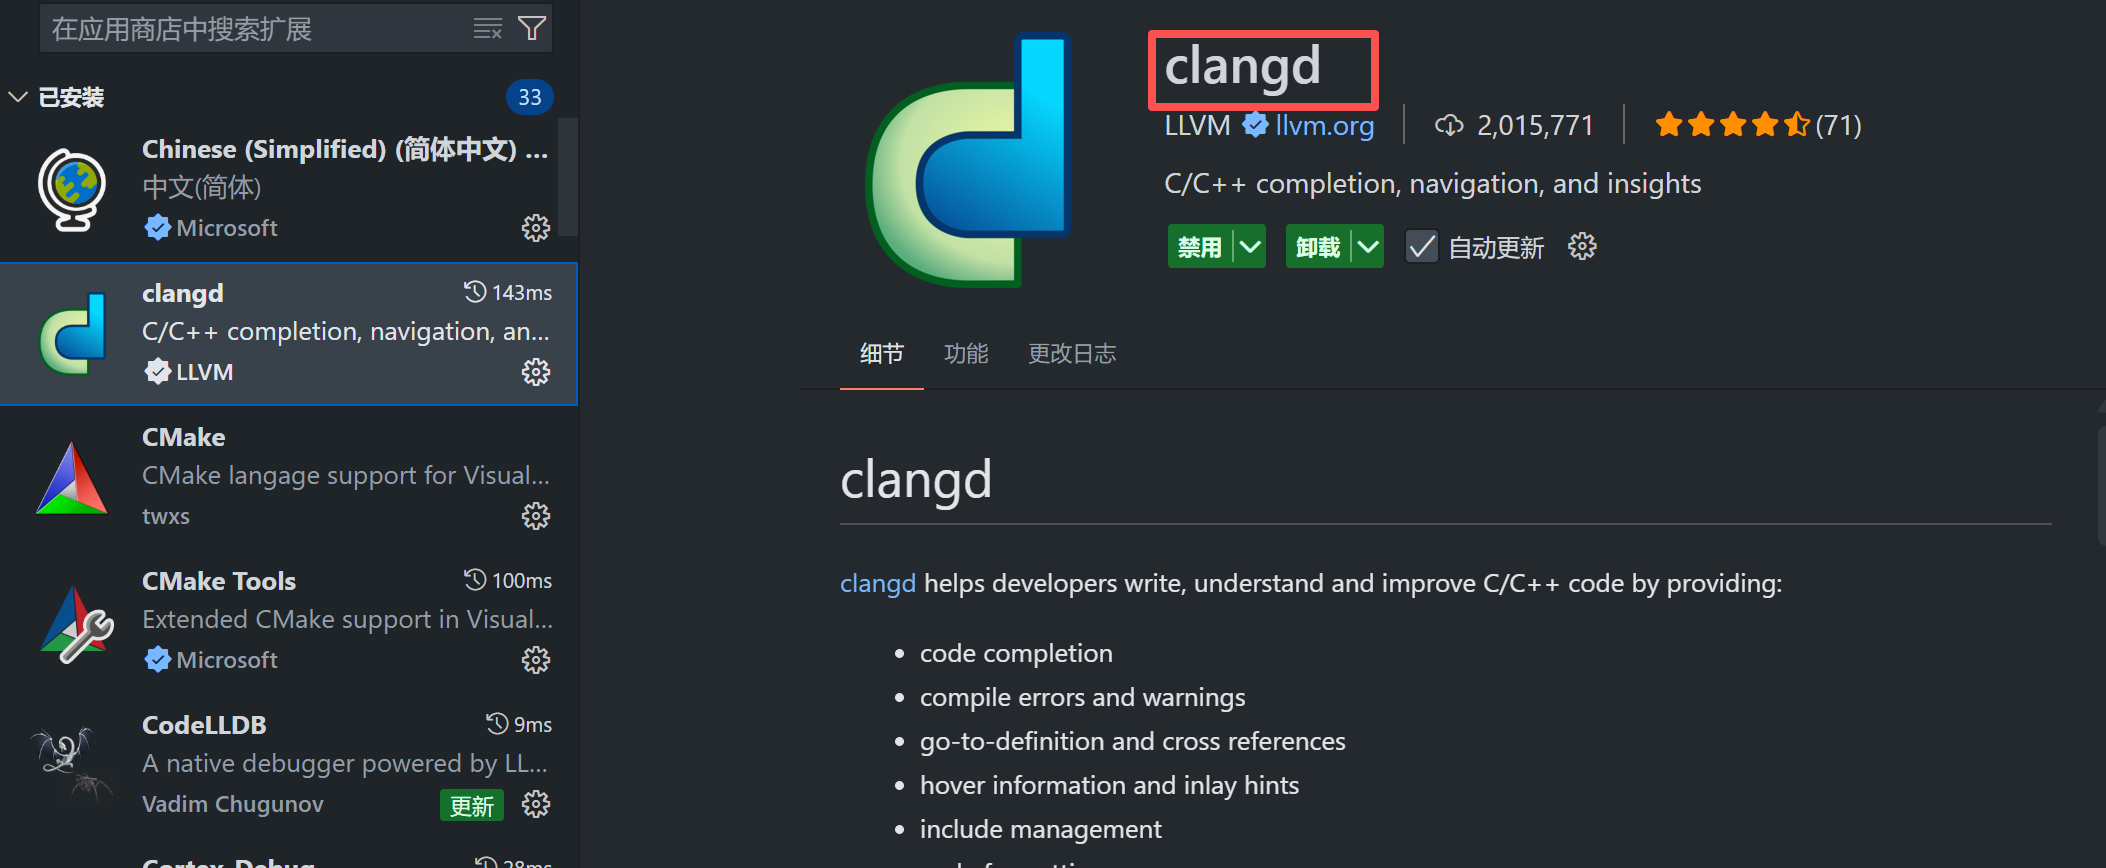 在应用商店中搜索扩展
已安装
33
Chinese (Simplified) (简体中文) ...
中文(简体)
Microsoft
clangd
143ms
C/C++ completion, navigation, an...
LLVM
CMake
CMake langage support for Visual...
twxs
CMake Tools
100ms
Extended CMake support in Visual...
Microsoft
CodeLLDB
9ms
A native debugger powered by LL...
Vadim Chugunov
更新
Cortex-Debug
28ms
clangd
LLVM llvm.org 2,015,771 (71)
C/C++ completion, navigation, and insights
禁用 卸载 自动更新
细节 功能 更改日志
clangd
clangd helps developers write, understand and improve C/C++ code by providing:
• code completion
• compile errors and warnings
• go-to-definition and cross references
• hover information and inlay hints
• include management